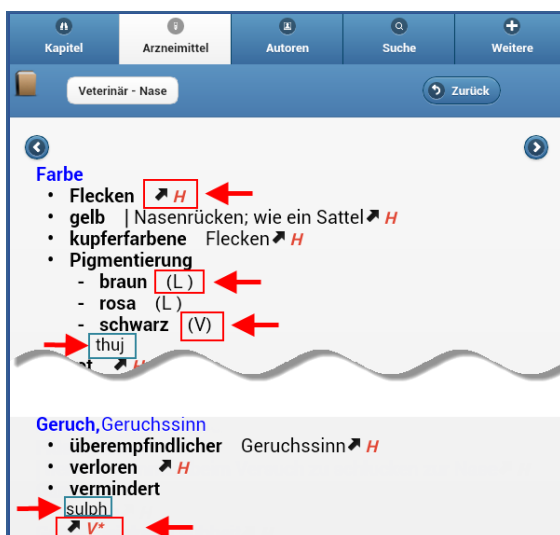 Kapitel Arzneimittel Autoren Suche Weitere
Veterinär - Nase Zurück
Farbe
• Flecken H
• gelb | Nasenrücken; wie ein Sattel H
• kupferfarbene Flecken H
• Pigmentierung
- braun (L )
- rosa (L )
- schwarz (V)
thuj
H
Geruch,Geruchssinn
• überempfindlicher Geruchssinn H
• verloren H
• vermindert
sulph
V*